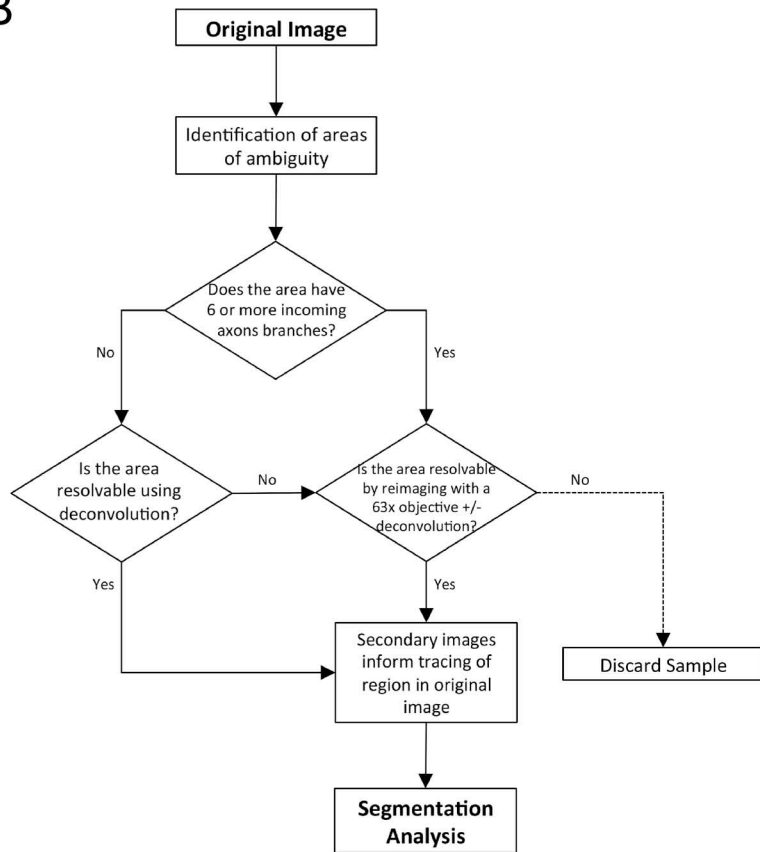 B
Original Image
Identification of areas
of ambiguity
Does the area have
6 or more incoming
axons branches?
No
Yes
Is the area
resolvable using
deconvolution?
No
Is the area resolvable
by reimaging with a
63x objective +/-
deconvolution?
No
Yes
Yes
Secondary images
inform tracing of
region in original
image
Discard Sample
Segmentation
Analysis